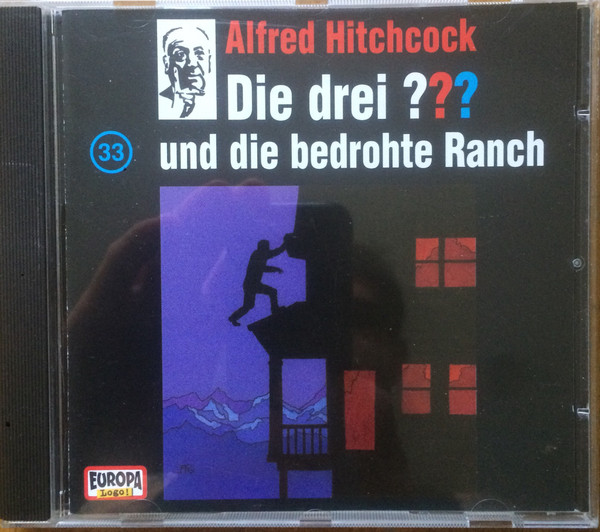 Alfred Hitchcock
Die drei ???
33
und die bedrohte Ranch
EUROPA
Logo!